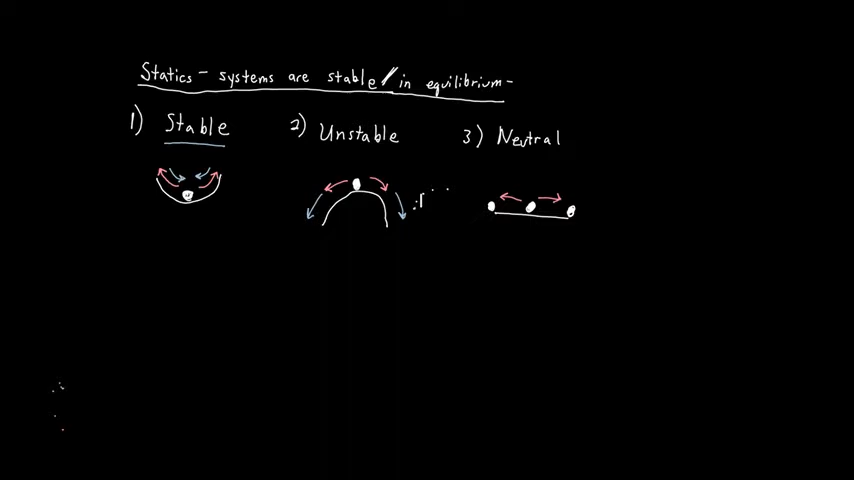 Statics - systems are stable/in equilibrium-
1) Stable
2) Unstable
3) Neutral